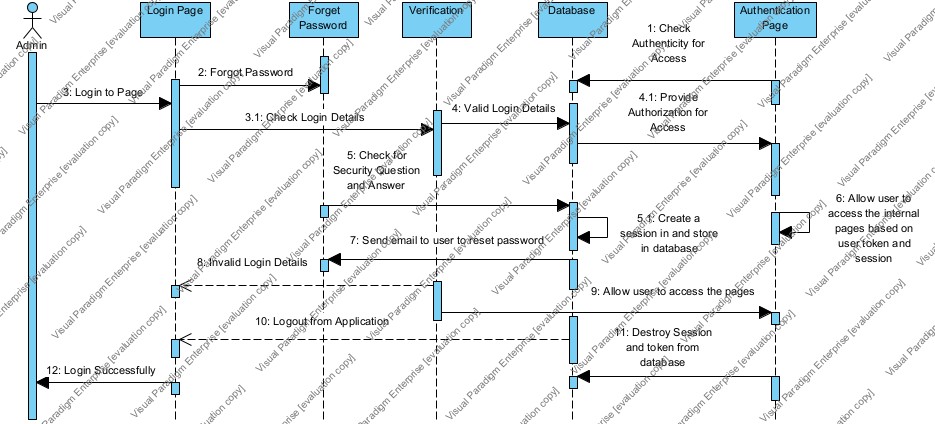 Login Page
Forget
Password
Verification
Database
Authentication
Page
Admin
1: Check
Authenticity for
Access
2: Forgot Password
3: Login to Page
3.1: Check Login Details
4: Valid Login Details
4.1: Provide
Authorization for
Access
5: Check for
Security Question
and Answer
5.1: Create a
session in and store
in database
6: Allow user to
access the internal
pages based on
user token and
session
7: Send email to user to reset password
8: Invalid Login Details
9: Allow user to access the pages
10: Logout from Application
11: Destroy Session
and token from
database
12: Login Successfully
Visual Paradigm Enterprise [evaluation copy]